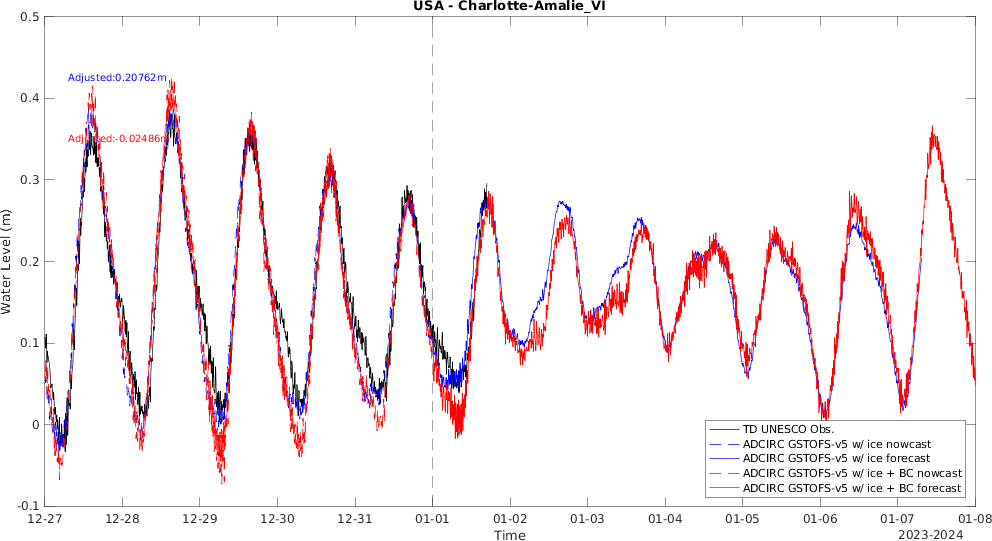 USA - Charlotte-Amalie_VI
0.5
Adjusted:0.20762m
0.4
Adjusted:-0.02486m
0.3
Water Level (m)
0.2
0.1
0
-0.1
TD UNESCO Obs.
ADCIRC GSTOFS-v5 w/ ice nowcast
ADCIRC GSTOFS-v5 w/ ice forecast
ADCIRC GSTOFS-v5 w/ ice + BC nowcast
ADCIRC GSTOFS-v5 w/ ice + BC forecast
12-27 12-28 12-29 12-30 12-31 01-01 01-02 01-03 01-04 01-05 01-06 01-07 01-08
Time
2023-2024